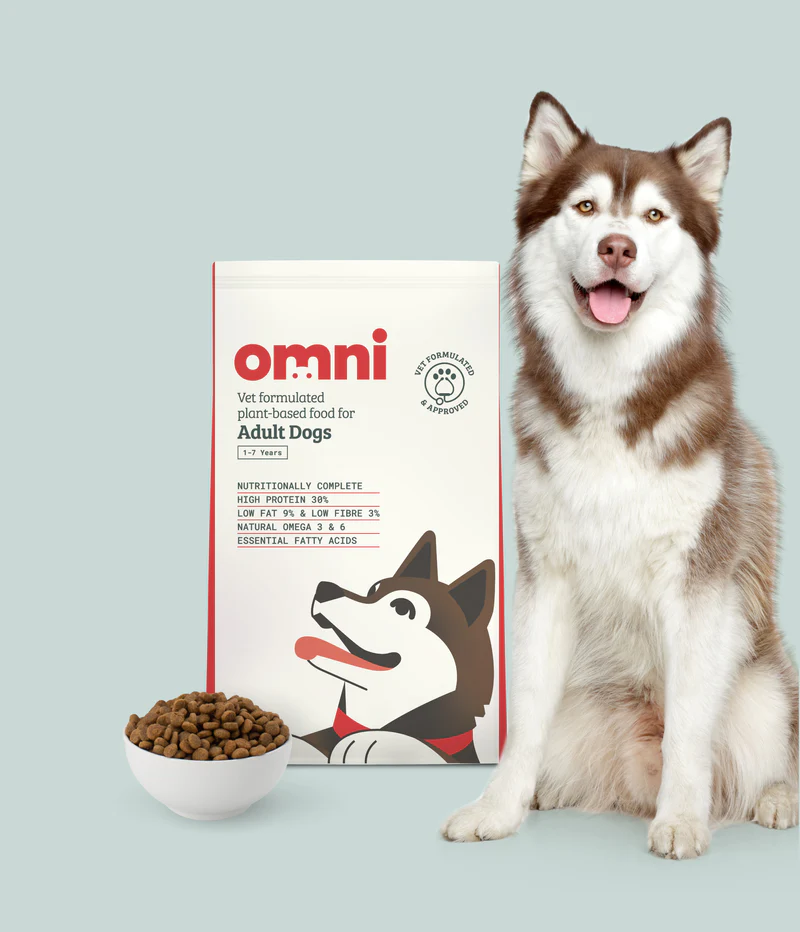 omni
VET FORMULATED
& APPROVED
Vet formulated
plant-based food for
Adult Dogs
1-7 Years
NUTRITIONALLY COMPLETE
HIGH PROTEIN 30%
LOW FAT 9% & LOW FIBRE 3%
NATURAL OMEGA 3 & 6
ESSENTIAL FATTY ACIDS